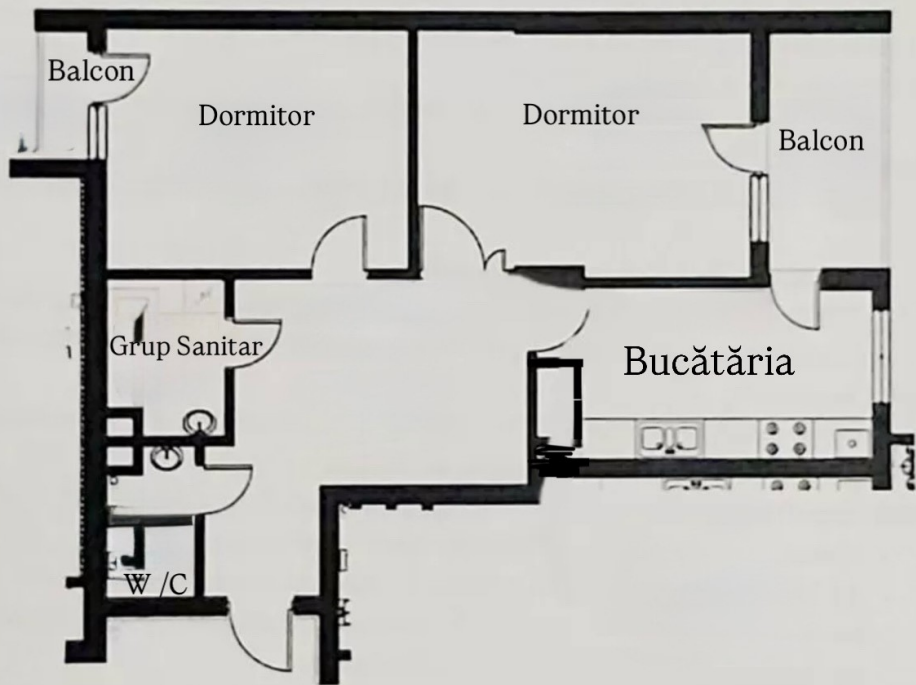 Balcon
Dormitor
Dormitor
Balcon
Grup Sanitar
Bucătăria
W /C